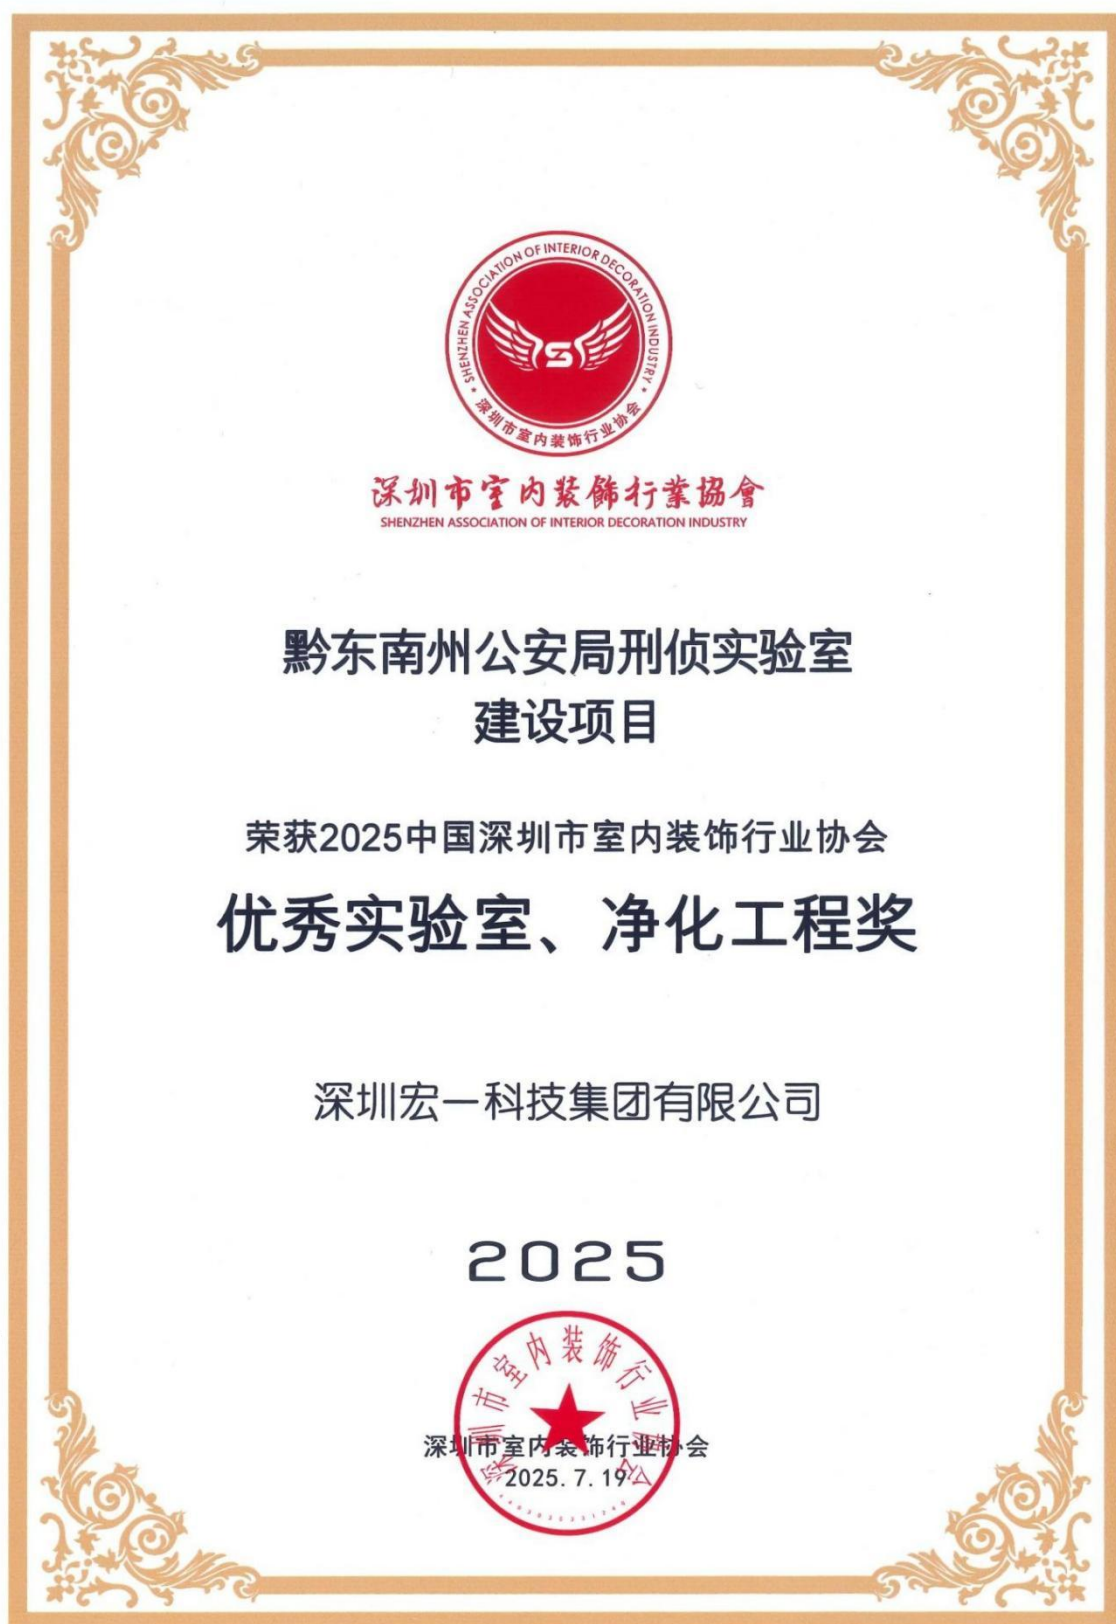 SHENZHEN ASSOCIATION OF INTERIOR DECORATION INDUSTRY
深圳市室内装饰行业协会
深圳市室内装飾行業協會
SHENZHEN ASSOCIATION OF INTERIOR DECORATION INDUSTRY
黔东南州公安局刑侦实验室
建设项目
荣获2025中国深圳市室内装饰行业协会
优秀实验室、净化工程奖
深圳宏一科技集团有限公司
2025
深圳市室内装饰行业协会
深圳市室内装饰行业协会
2025.7.19